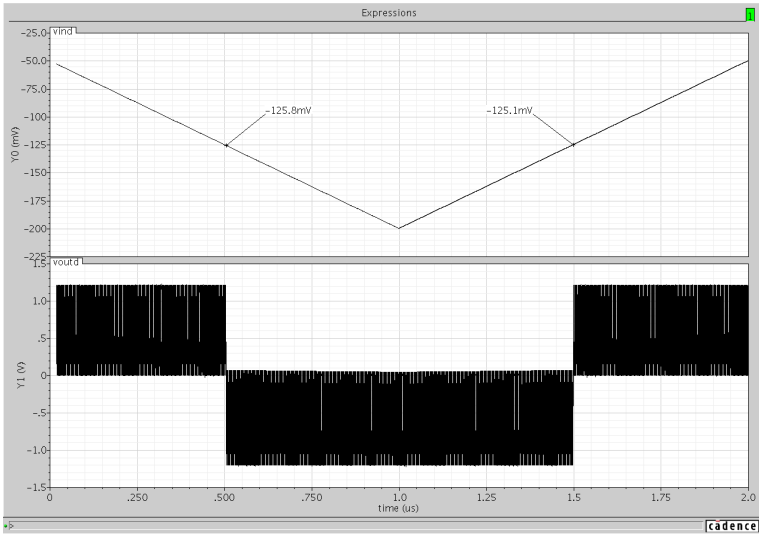 Expressions
1
vind
-25.0
-50.0
-75.0
-100
-125
-150
-175
-200
-225
Y0 (mV)
-125.8mV
-125.1mV
voutd
1.5
1.0
.5
0
-.5
-1.0
-1.5
Y1 (V)
0 .250 .500 .750 1.0 1.25 1.5 1.75 2.0
time (us)
>
cādence